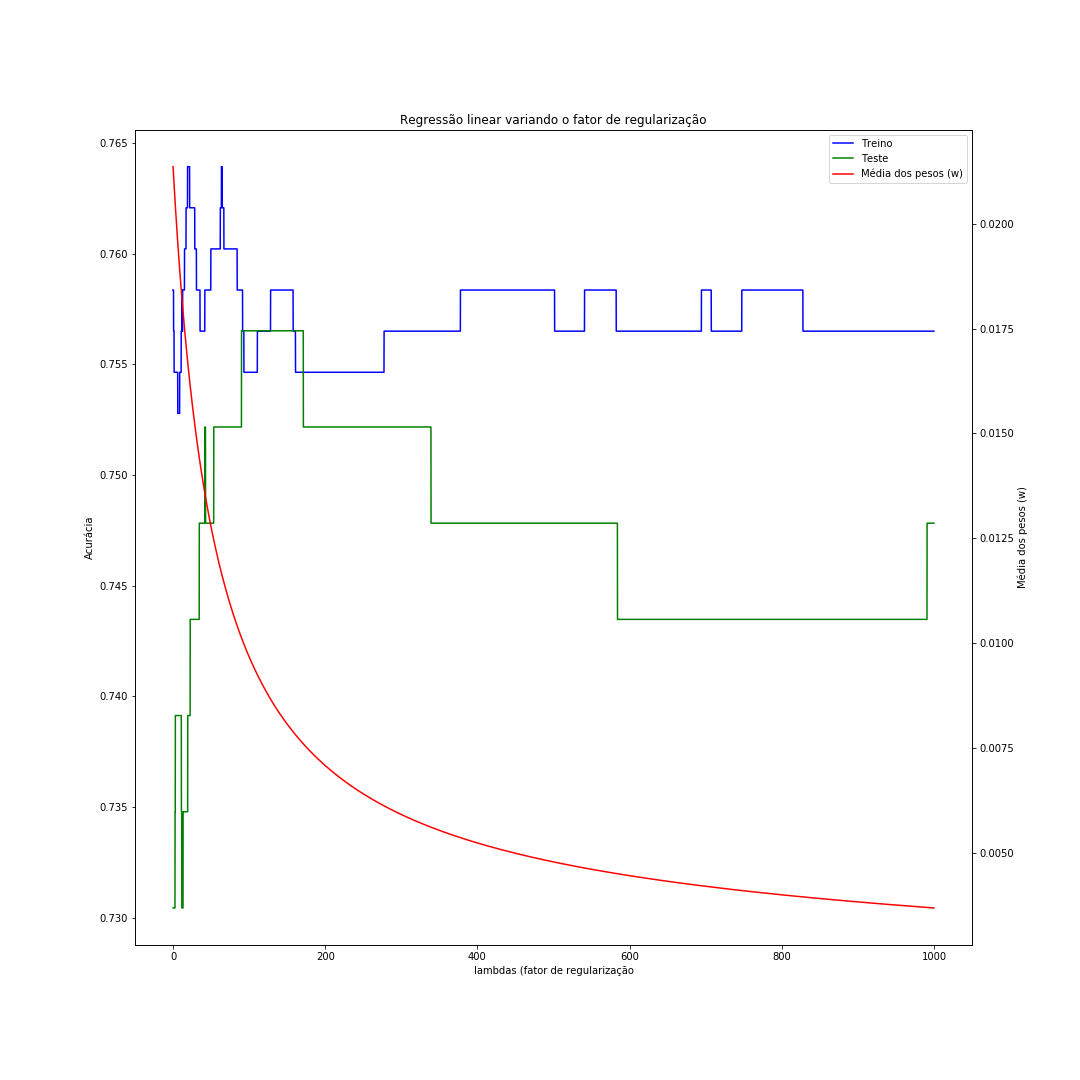 Regressão linear variando o fator de regularização
Treino
Teste
Média dos pesos (w)
0.765
0.760
0.755
0.750
0.745
0.740
0.735
0.730
Acurácia
0.0200
0.0175
0.0150
0.0125
0.0100
0.0075
0.0050
Média dos pesos (w)
0 200 400 600 800 1000
lambdas (fator de regularização